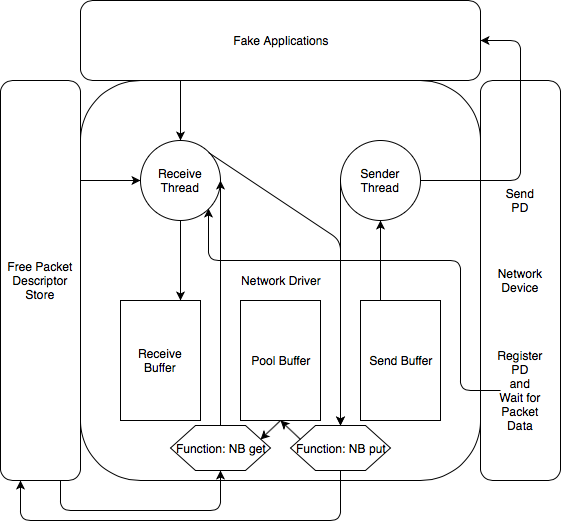 Fake Applications
Receive
Thread
Sender
Thread
Send
PD
Free Packet
Descriptor
Store
Network Driver
Network
Device
Receive
Buffer
Pool Buffer
Send Buffer
Register
PD
and
Wait for
Packet
Data
Function: NB get
Function: NB put